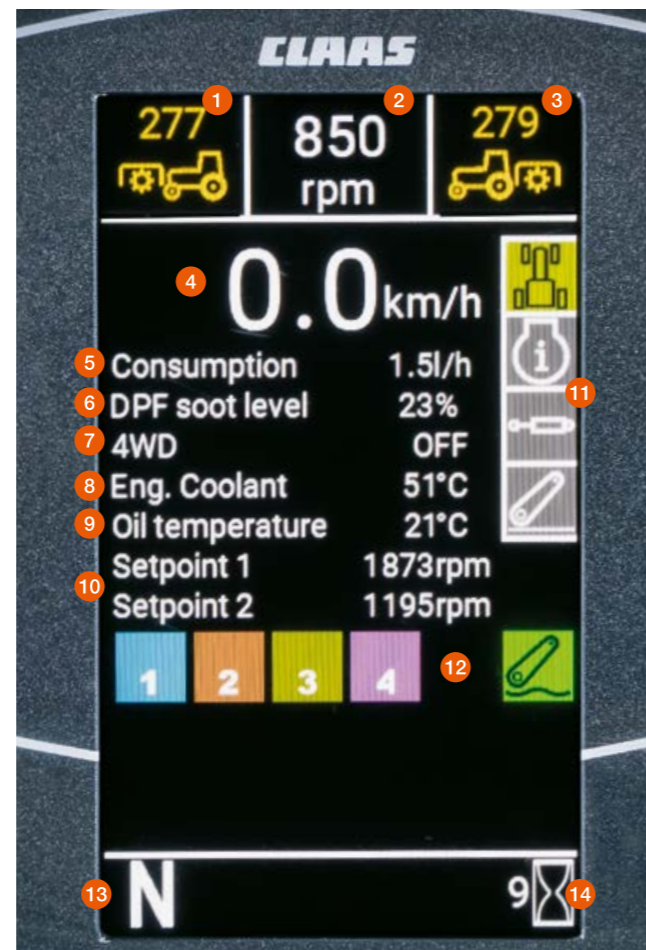 CLAAS
1 2 3
277 850 279
rpm
4 0.0 km/h
i
5 Consumption 1.5l/h
6 DPF soot level 23%
11
7 4WD OFF
8 Eng. Coolant 51°C
9 Oil temperature 21°C
10 Setpoint 1 1873rpm
Setpoint 2 1195rpm
1 2 3 4 12
13 N 9 14